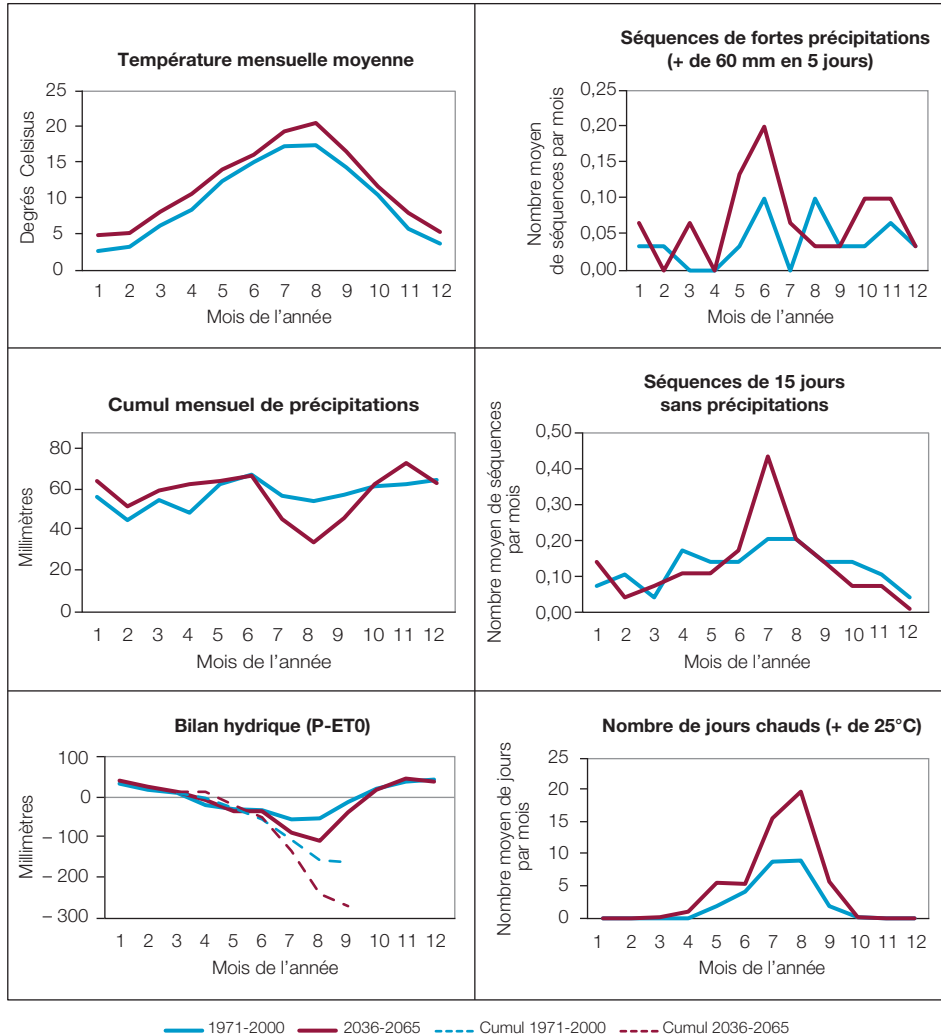 Température mensuelle moyenne
Degrés Celsisus
25
20
15
10
5
0
1 2 3 4 5 6 7 8 9 10 11 12
Mois de l'année
Séquences de fortes précipitations
(+ de 60 mm en 5 jours)
Nombre moyen
de séquences par mois
0,25
0,20
0,15
0,10
0,05
0,00
1 2 3 4 5 6 7 8 9 10 11 12
Mois de l'année
Cumul mensuel de précipitations
Millimètres
80
60
40
20
0
1 2 3 4 5 6 7 8 9 10 11 12
Mois de l'année
Séquences de 15 jours
sans précipitations
Nombre moyen de séquences
par mois
0,50
0,40
0,30
0,20
0,10
0,00
1 2 3 4 5 6 7 8 9 10 11 12
Mois de l'année
Bilan hydrique (P-ET0)
Millimètres
100
0
– 100
– 200
– 300
1 2 3 4 5 6 7 8 9 10 11 12
Mois de l'année
Nombre de jours chauds (+ de 25°C)
Nombre moyen de jours
par mois
25
20
15
10
5
0
1 2 3 4 5 6 7 8 9 10 11 12
Mois de l'année
1971-2000 2036-2065 Cumul 1971-2000 Cumul 2036-2065